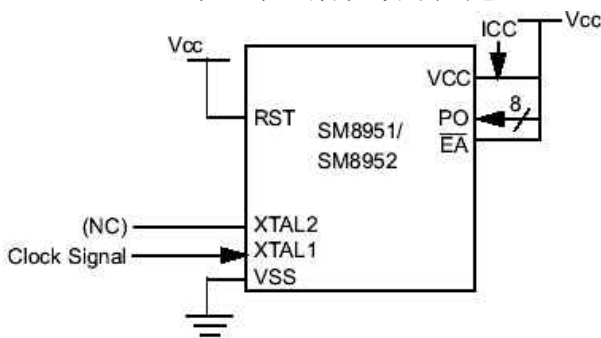 ICC
Vcc
Vcc
VCC
RST
PO
8
EA
SM8951/
SM8952
(NC)
XTAL2
Clock Signal
XTAL1
VSS